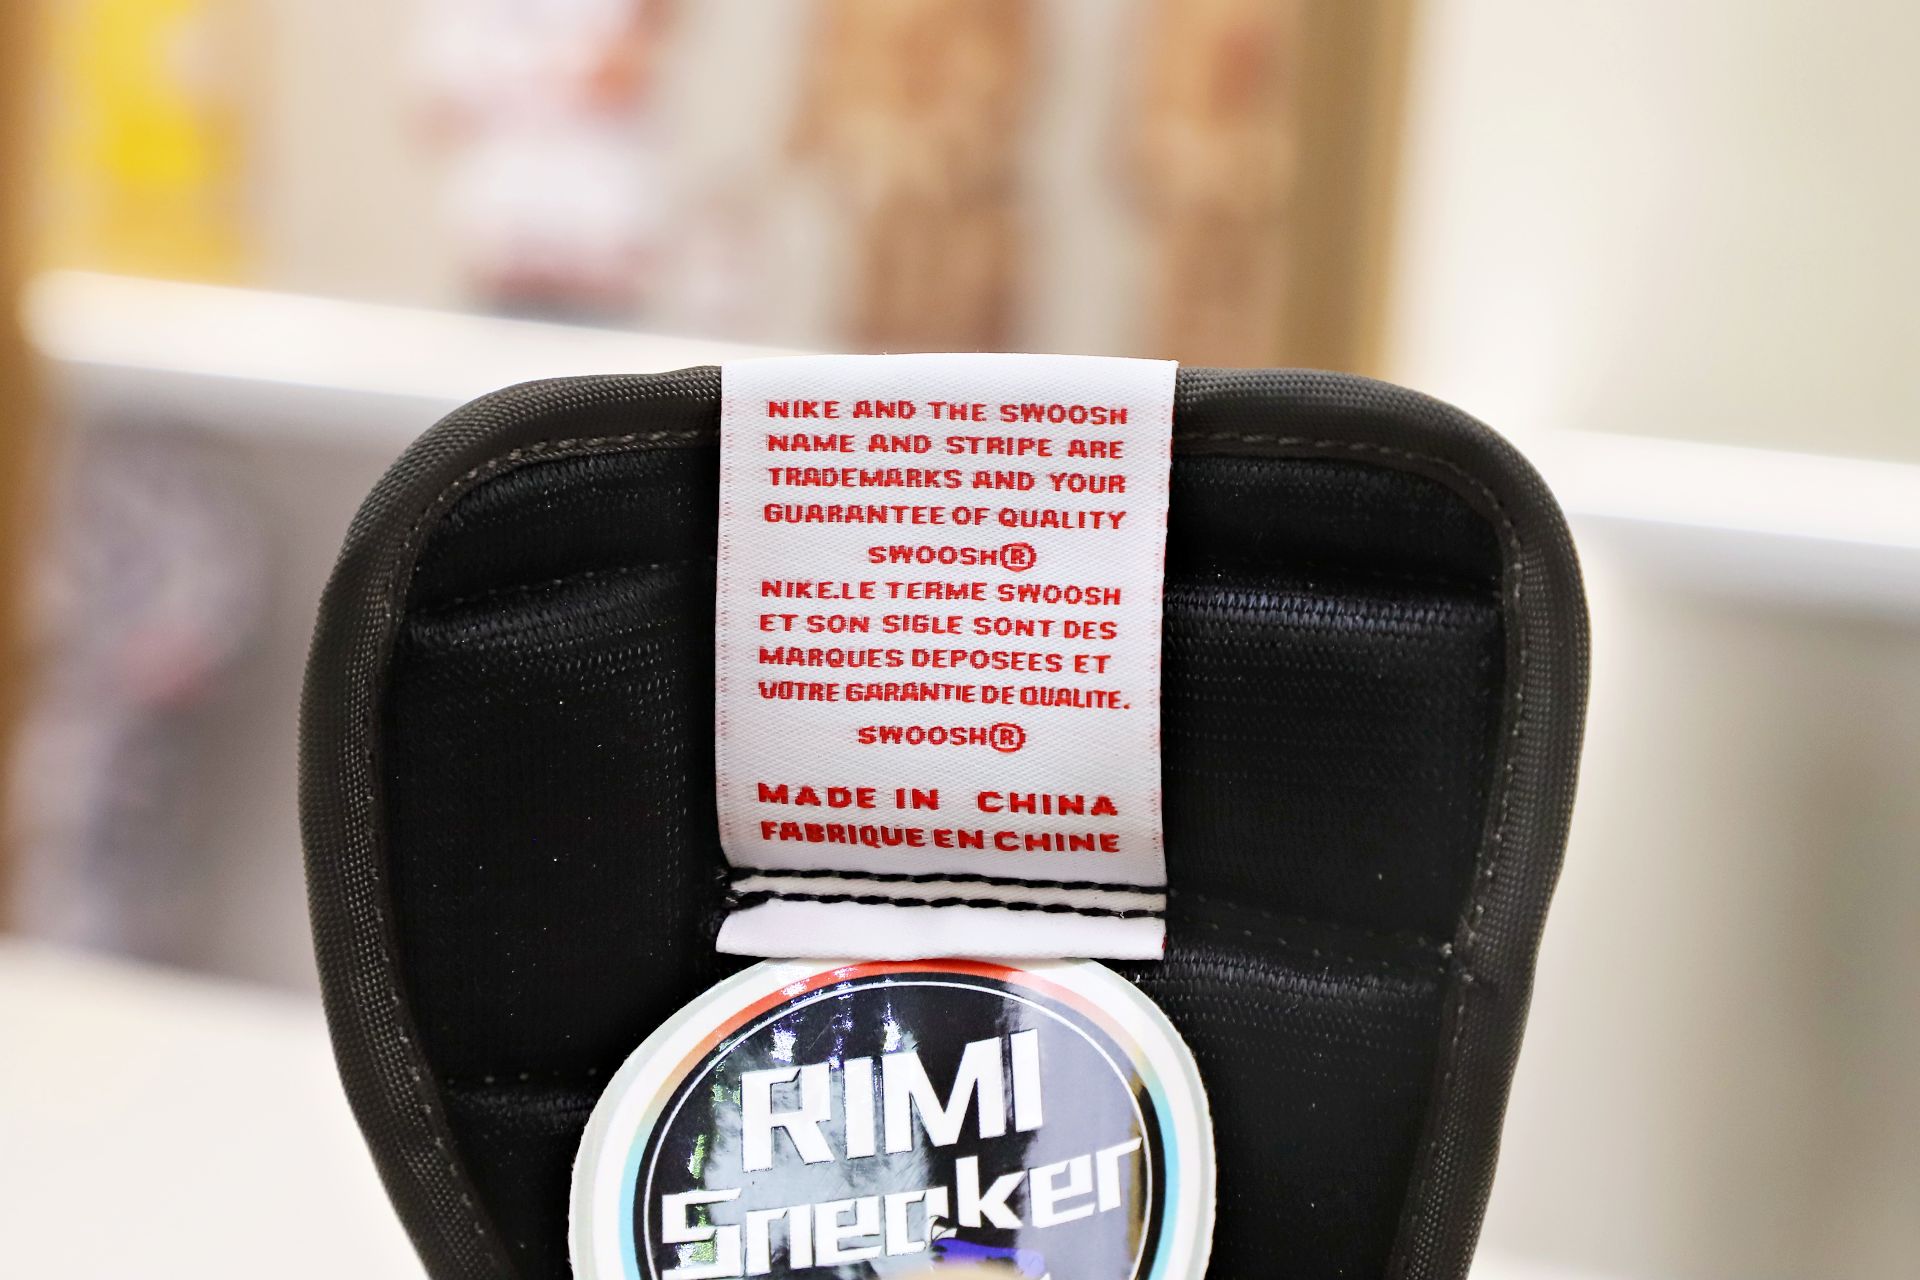 NIKE AND THE SWOOSH
NAME AND STRIPE ARE
TRADEMARKS AND YOUR
GUARANTEE OF QUALITY
SWOOSH®
NIKE.LE TERME SWOOSH
ET SON SIGLE SONT DES
MARQUES DEPOSEES ET
VOTRE GARANTIE DE QUALITE.
SWOOSH®
MADE IN CHINA
FABRIQUE EN CHINE
RIMI
Sneaker